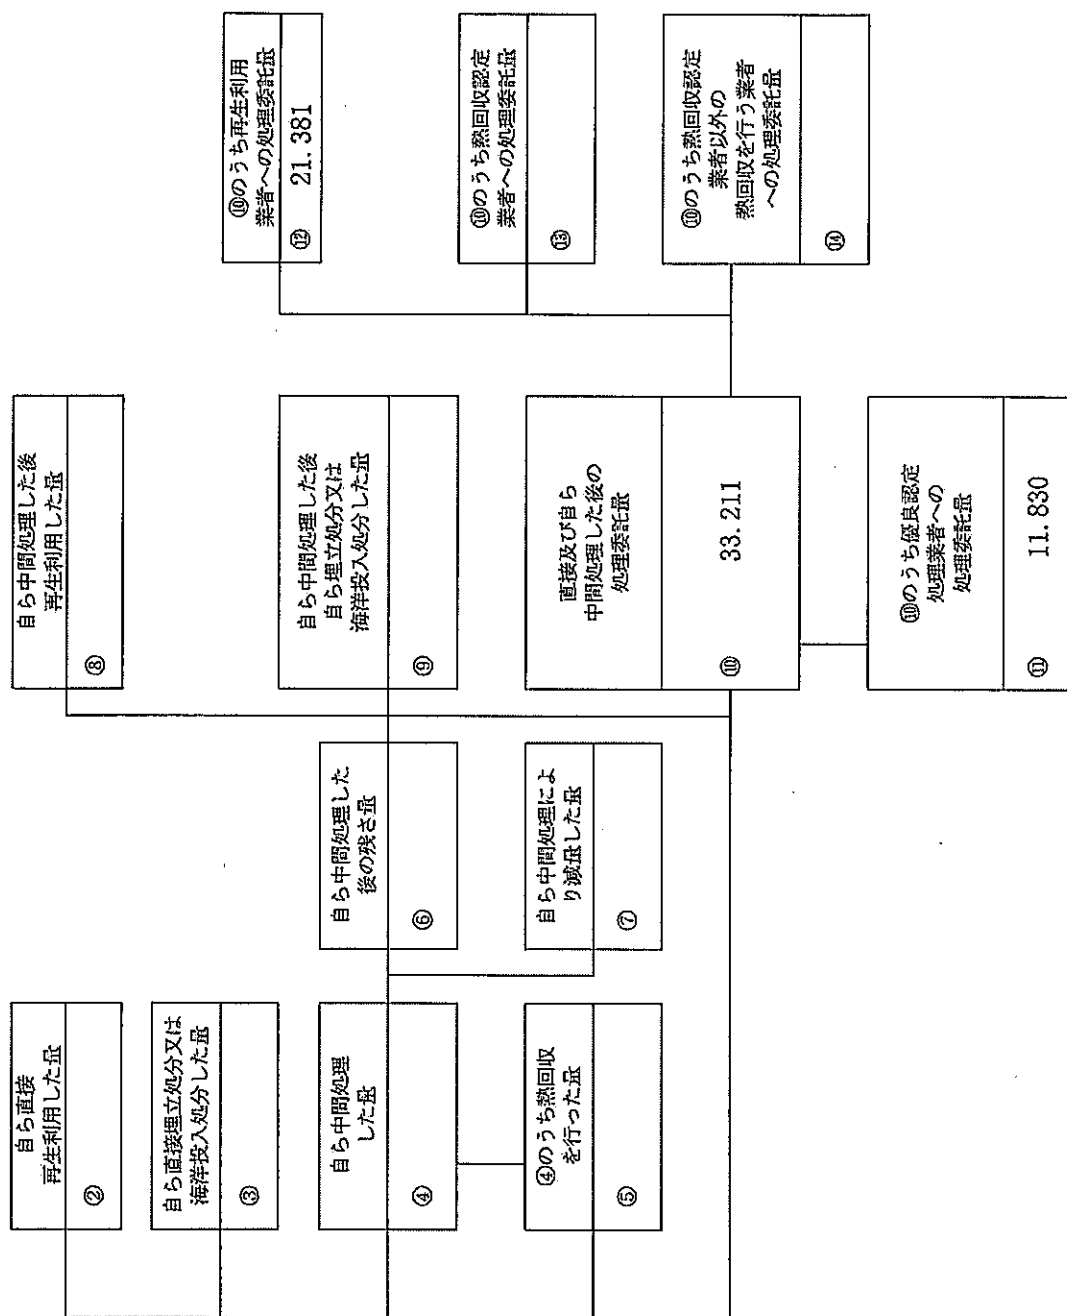 自ら直接
再生利用した量
②
自ら直接埋立処分又は
海洋投入処分した量
③
自ら中間処理
した量
④
④のうち熱回収
を行った量
⑤
自ら中間処理した
後の残さ量
⑥
自ら中間処理によ
り減量した量
⑦
自ら中間処理した後
再生利用した量
⑧
自ら中間処理した後
自ら埋立処分又は
海洋投入処分した量
⑨
直接及び自ら
中間処理した後の
処理委託量
⑩ 33.211
⑩のうち優良認定
処理業者への
処理委託量
⑪ 11.830
⑩のうち再生利用
業者への処理委託量
⑫ 21.381
⑩のうち熱回収認定
業者への処理委託量
⑬
⑩のうち熱回収認定
業者以外の
熱回収を行う業者
への処理委託量
⑭